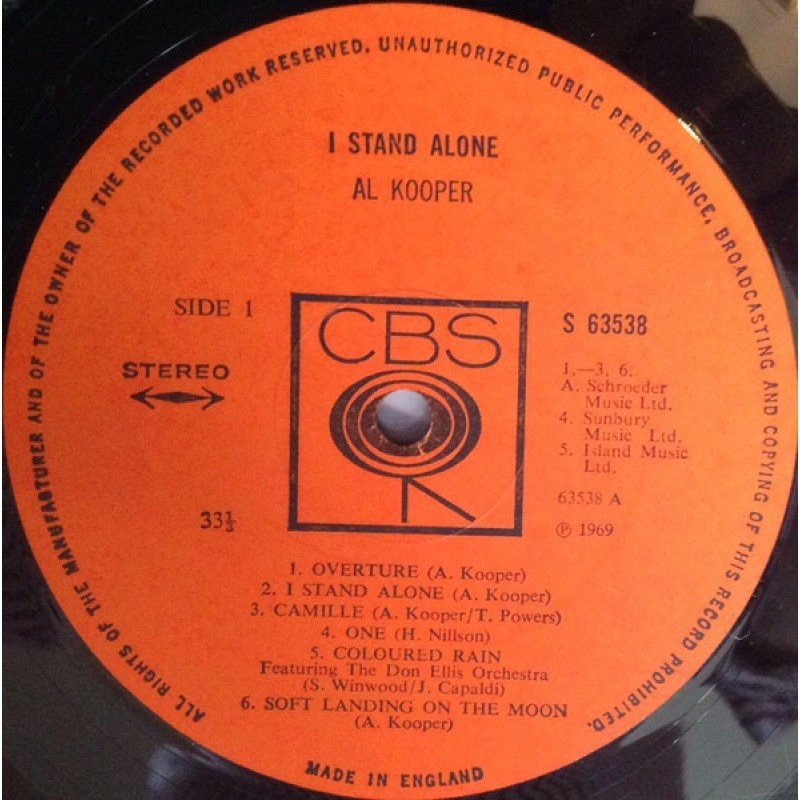 ALL RIGHTS OF THE MANUFACTURER AND OF THE OWNER OF THE RECORDED WORK RESERVED. UNAUTHORIZED PUBLIC PERFORMANCE, BROADCASTING AND COPYING OF THIS RECORD PROHIBITED.
I STAND ALONE
AL KOOPER
SIDE 1
CBS
S 63538
STEREO
1.—3. 6.
A. Schroeder
Music Ltd.
4. Sunbury
Music Ltd.
5. Island Music
Ltd.
63538 A
33⅓
℗ 1969
1. OVERTURE (A. Kooper)
2. I STAND ALONE (A. Kooper)
3. CAMILLE (A. Kooper/T. Powers)
4. ONE (H. Nillson)
5. COLOURED RAIN
Featuring The Don Ellis Orchestra
(S. Winwood/J. Capaldi)
6. SOFT LANDING ON THE MOON
(A. Kooper)
MADE IN ENGLAND